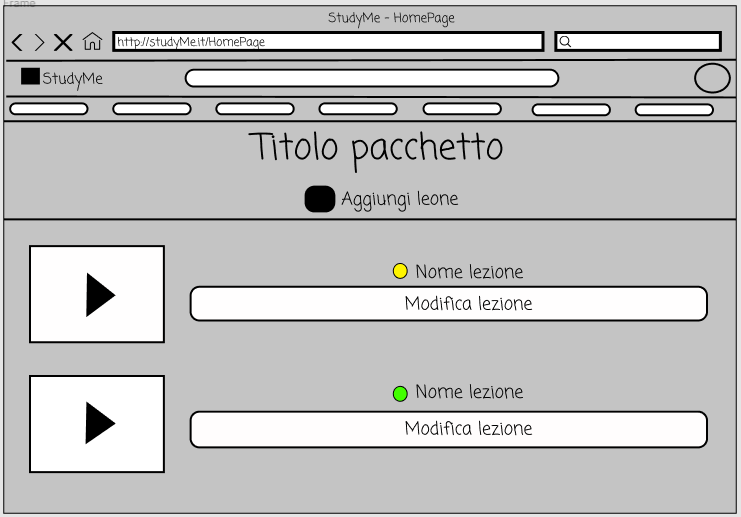 Frame
StudyMe - HomePage
http://studyMe.it/HomePage
StudyMe
Titolo pacchetto
Aggiungi leone
Nome lezione
Modifica lezione
Nome lezione
Modifica lezione